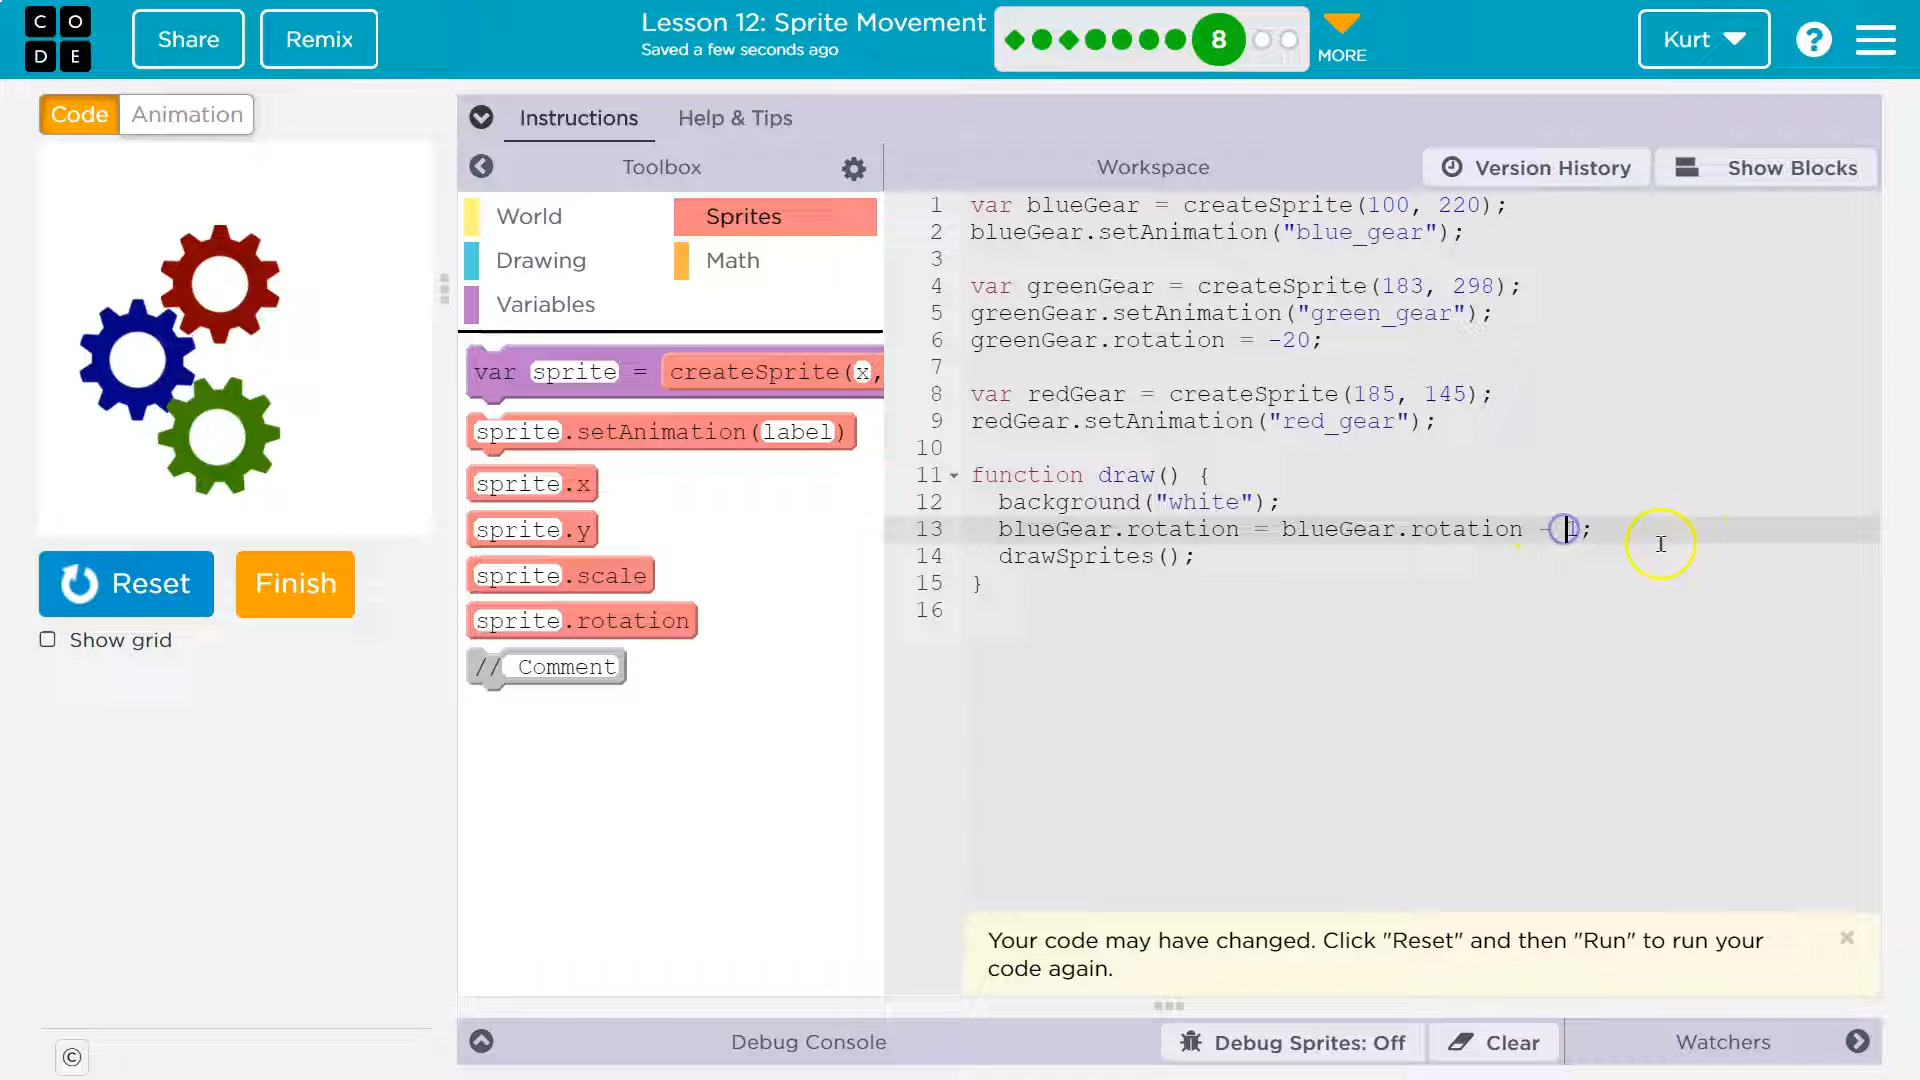 C O
D E
Share
Remix
Lesson 12: Sprite Movement
Saved a few seconds ago
8
MORE
Kurt
?
Code
Animation
Instructions
Help & Tips
Toolbox
Workspace
Version History
Show Blocks
World
Sprites
Drawing
Math
Variables
var sprite = createSprite(x,
sprite.setAnimation(label)
sprite.x
sprite.y
sprite.scale
sprite.rotation
// Comment
1 var blueGear = createSprite(100, 220);
2 blueGear.setAnimation("blue_gear");
3
4 var greenGear = createSprite(183, 298);
5 greenGear.setAnimation("green_gear");
6 greenGear.rotation = -20;
7
8 var redGear = createSprite(185, 145);
9 redGear.setAnimation("red_gear");
10
11 function draw() {
12 background("white");
13 blueGear.rotation = blueGear.rotation - 1;
14 drawSprites();
15 }
16
Reset
Finish
Show grid
Your code may have changed. Click "Reset" and then "Run" to run your
code again.
©
Debug Console
Debug Sprites: Off
Clear
Watchers